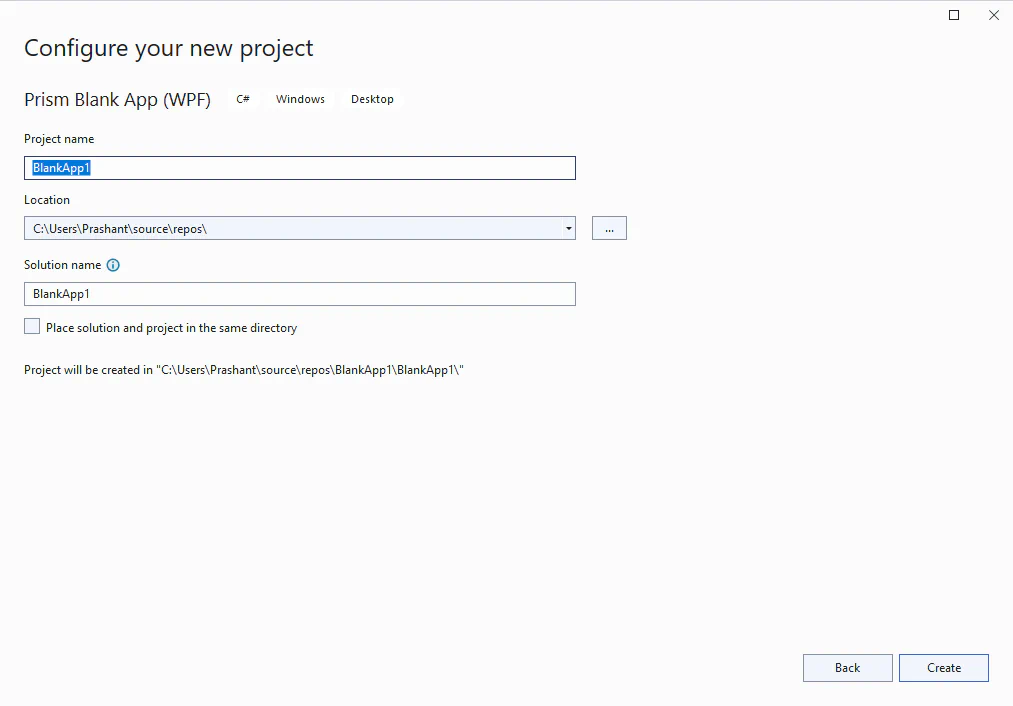 Configure your new project
Prism Blank App (WPF) C# Windows Desktop
Project name
BlankApp1
Location
C:\Users\Prashant\source\repos\
...
Solution name
BlankApp1
Place solution and project in the same directory
Project will be created in "C:\Users\Prashant\source\repos\BlankApp1\BlankApp1\"
Back Create